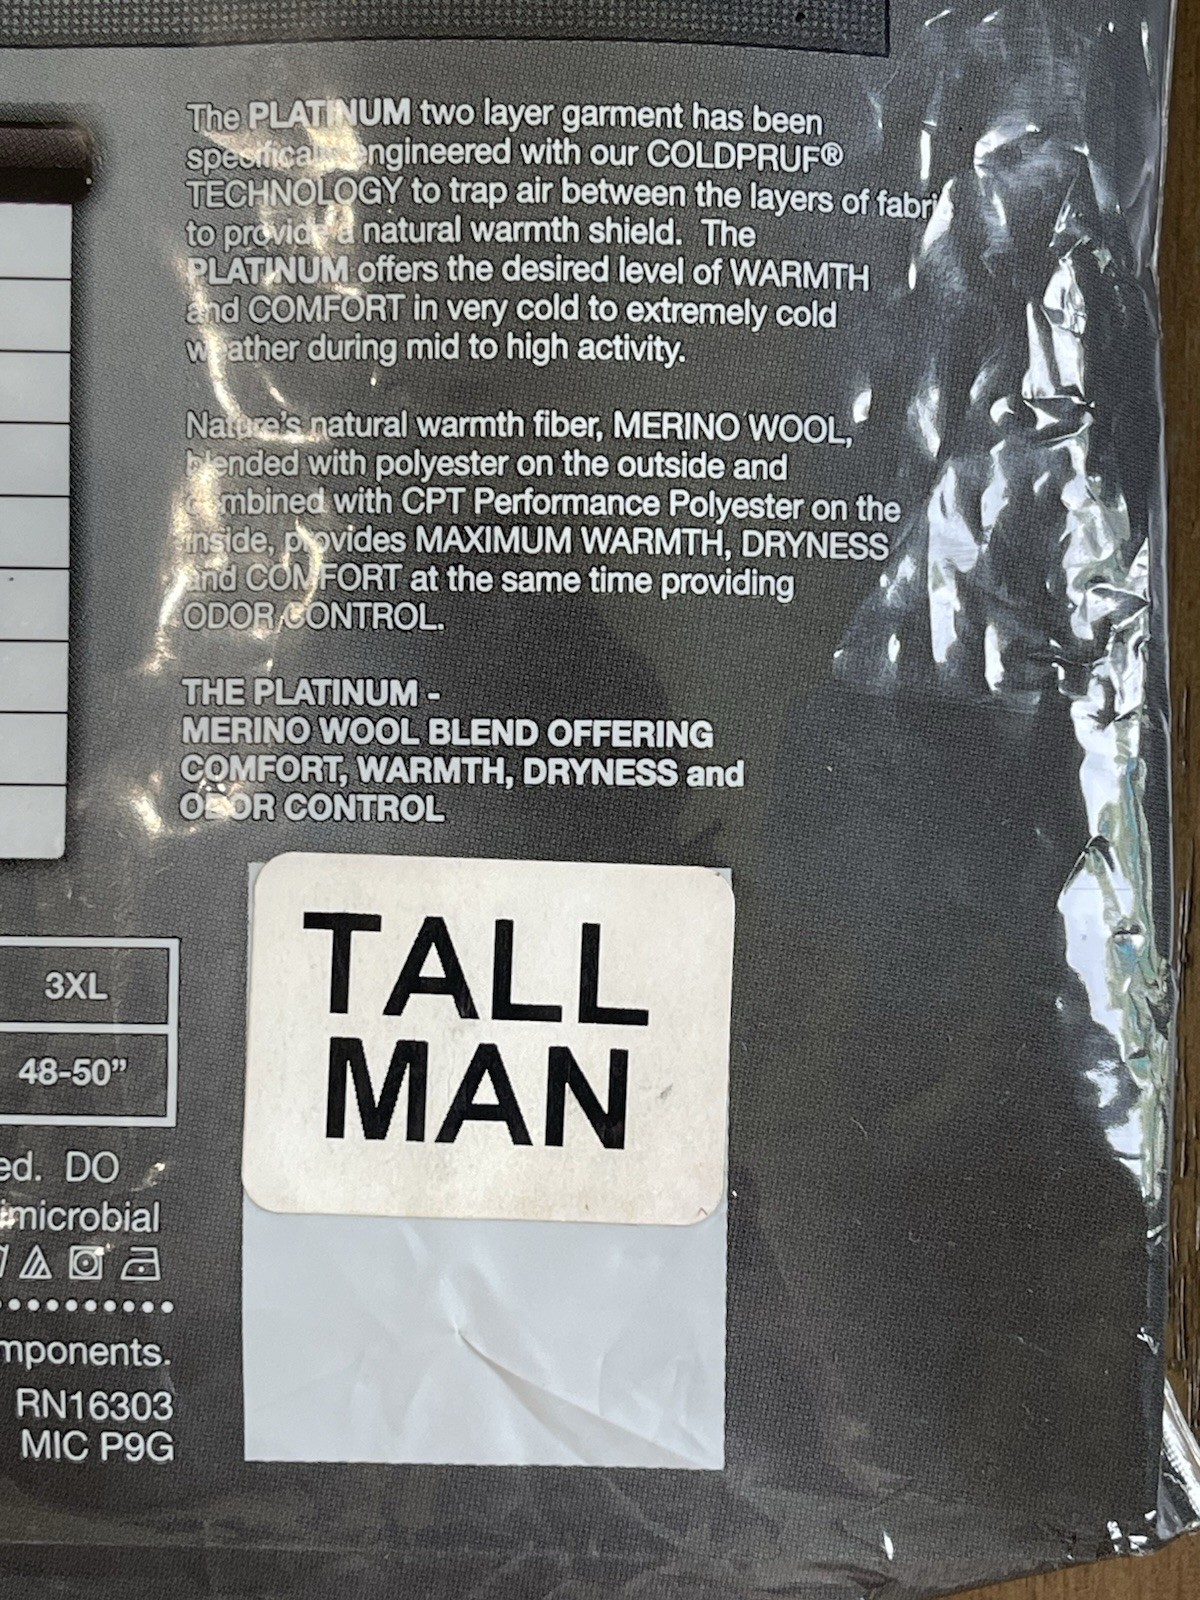 The PLATINUM two layer garment has been
specifically engineered with our COLDPRUF®
TECHNOLOGY to trap air between the layers of fabric
to provide a natural warmth shield. The
PLATINUM offers the desired level of WARMTH
and COMFORT in very cold to extremely cold
weather during mid to high activity.
Nature's natural warmth fiber, MERINO WOOL,
blended with polyester on the outside and
combined with CPT Performance Polyester on the
inside, provides MAXIMUM WARMTH, DRYNESS
and COMFORT at the same time providing
ODOR CONTROL.
THE PLATINUM -
MERINO WOOL BLEND OFFERING
COMFORT, WARMTH, DRYNESS and
ODOR CONTROL
TALL
MAN
3XL
48-50”
ed. DO
imicrobial
mponents.
RN16303
MIC P9G